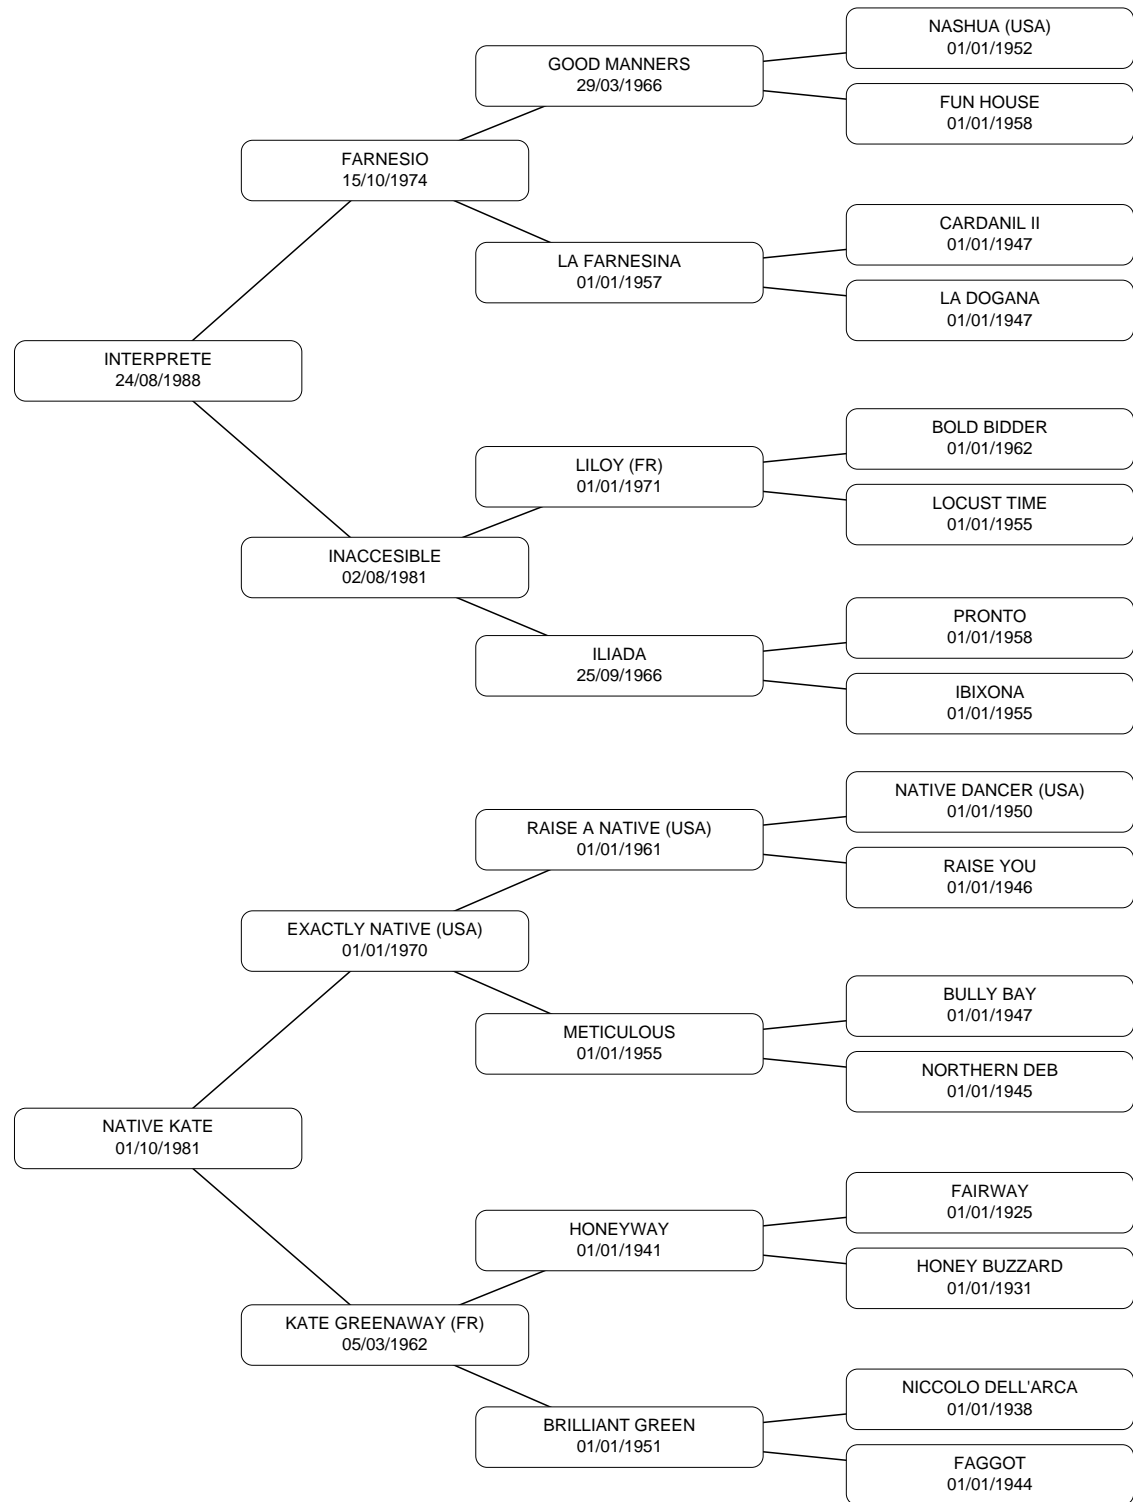 NASHUA (USA)
01/01/1952
GOOD MANNERS
29/03/1966
FUN HOUSE
01/01/1958
FARNESIO
15/10/1974
CARDANIL II
01/01/1947
LA FARNESINA
01/01/1957
LA DOGANA
01/01/1947
INTERPRETE
24/08/1988
BOLD BIDDER
01/01/1962
LILOY (FR)
01/01/1971
LOCUST TIME
01/01/1955
INACCESIBLE
02/08/1981
PRONTO
01/01/1958
ILIADA
25/09/1966
IBIXONA
01/01/1955
NATIVE DANCER (USA)
01/01/1950
RAISE A NATIVE (USA)
01/01/1961
RAISE YOU
01/01/1946
EXACTLY NATIVE (USA)
01/01/1970
BULLY BAY
01/01/1947
METICULOUS
01/01/1955
NORTHERN DEB
01/01/1945
NATIVE KATE
01/10/1981
FAIRWAY
01/01/1925
HONEYWAY
01/01/1941
HONEY BUZZARD
01/01/1931
KATE GREENAWAY (FR)
05/03/1962
NICCOLO DELL'ARCA
01/01/1938
BRILLIANT GREEN
01/01/1951
FAGGOT
01/01/1944